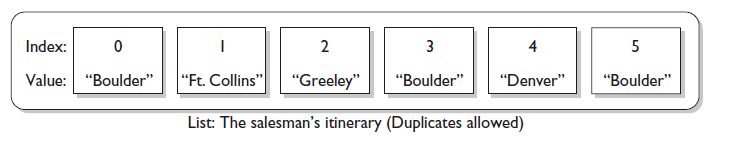 Index: 0 1 2 3 4 5
Value: “Boulder” “Ft. Collins” “Greeley” “Boulder” “Denver” “Boulder”
List: The salesman’s itinerary (Duplicates allowed)